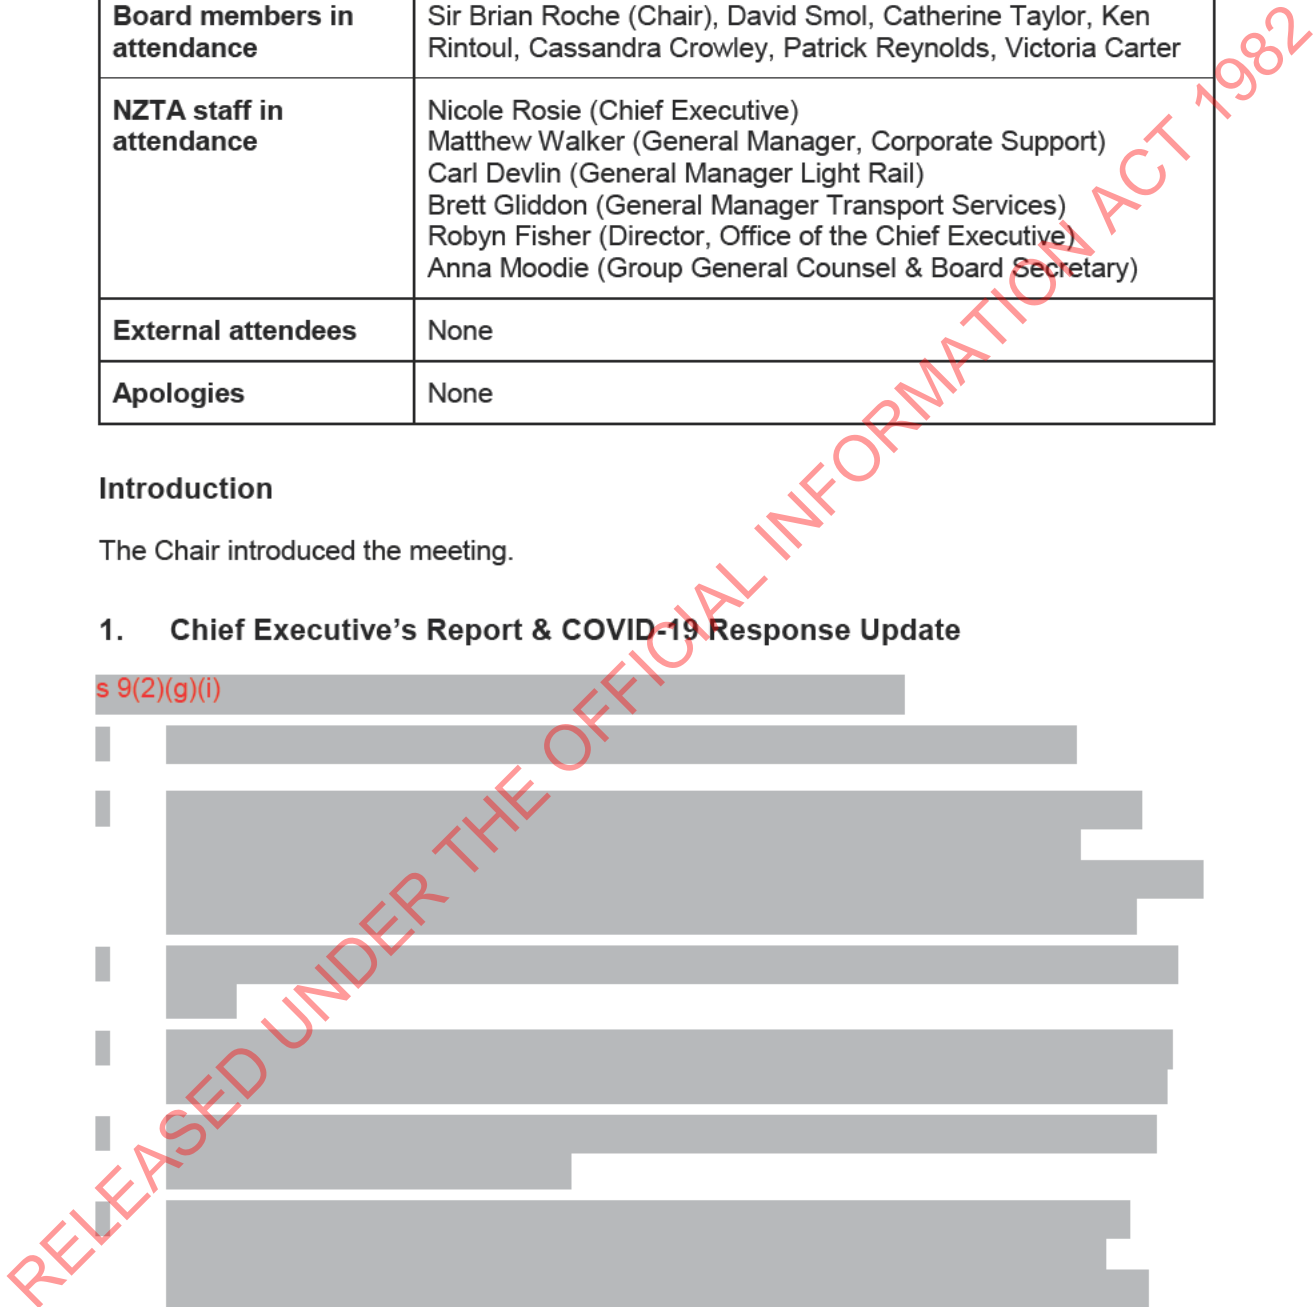 Board members in
attendance
Sir Brian Roche (Chair), David Smol, Catherine Taylor, Ken
Rintoul, Cassandra Crowley, Patrick Reynolds, Victoria Carter
NZTA staff in
attendance
Nicole Rosie (Chief Executive)
Matthew Walker (General Manager, Corporate Support)
Carl Devlin (General Manager Light Rail)
Brett Gliddon (General Manager Transport Services)
Robyn Fisher (Director, Office of the Chief Executive)
Anna Moodie (Group General Counsel & Board Secretary)
External attendees
None
Apologies
None
Introduction
The Chair introduced the meeting.
1. Chief Executive’s Report & COVID-19 Response Update
s 9(2)(g)(i)
RELEASED UNDER THE OFFICIAL INFORMATION ACT 1982